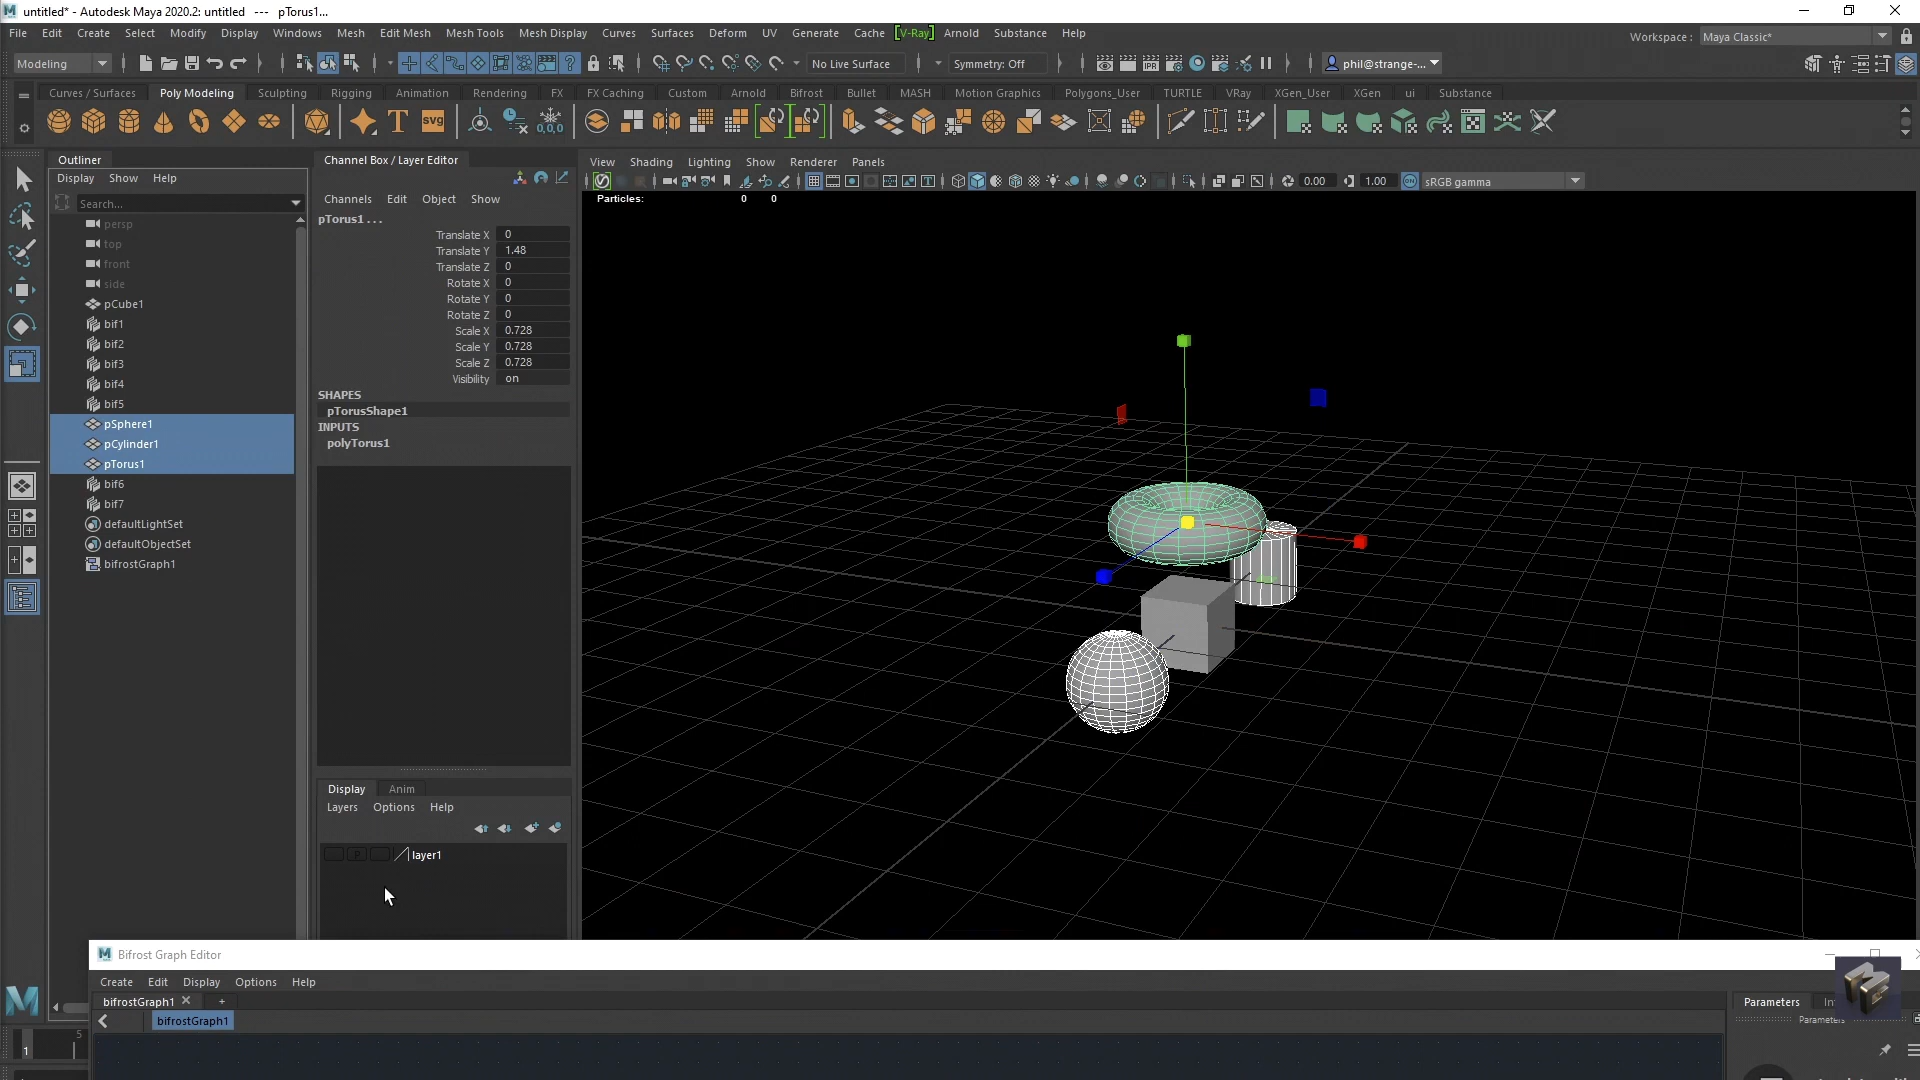 untitled* - Autodesk Maya 2020.2: untitled --- pTorus1...
File Edit Create Select Modify Display Windows Mesh Edit Mesh Mesh Tools Mesh Display Curves Surfaces Deform UV Generate Cache [V-Ray] Arnold Substance Help
Workspace : Maya Classic*
Modeling No Live Surface Symmetry: Off phil@strange-...
Curves / Surfaces Poly Modeling Sculpting Rigging Animation Rendering FX FX Caching Custom Arnold Bifrost Bullet MASH Motion Graphics Polygons_User TURTLE VRay XGen_User XGen ui Substance
Outliner
Display Show Help
Search...
persp
top
front
side
pCube1
bif1
bif2
bif3
bif4
bif5
pSphere1
pCylinder1
pTorus1
bif6
bif7
defaultLightSet
defaultObjectSet
bifrostGraph1
Channel Box / Layer Editor
Channels Edit Object Show
pTorus1 . . .
Translate X 0
Translate Y 1.48
Translate Z 0
Rotate X 0
Rotate Y 0
Rotate Z 0
Scale X 0.728
Scale Y 0.728
Scale Z 0.728
Visibility on
SHAPES
pTorusShape1
INPUTS
polyTorus1
Display Anim
Layers Options Help
layer1
View Shading Lighting Show Renderer Panels
0.00 1.00 sRGB gamma
Particles: 0 0
Bifrost Graph Editor
Create Edit Display Options Help
bifrostGraph1 +
bifrostGraph1
Parameters
Parameters
1
5